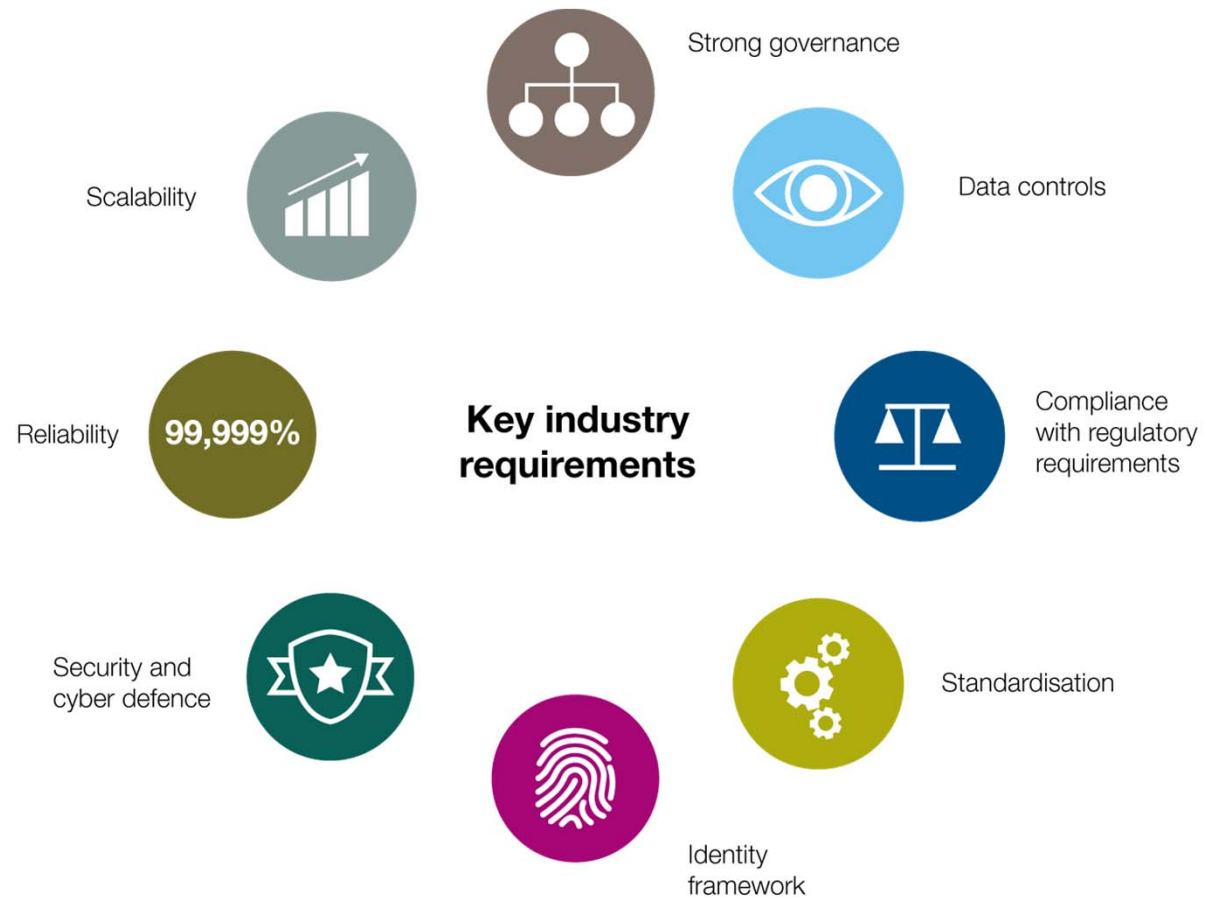 Strong governance
Data controls
Compliance
with regulatory
requirements
Standardisation
Identity
framework
Security and
cyber defence
Reliability
99,999%
Scalability
Key industry
requirements